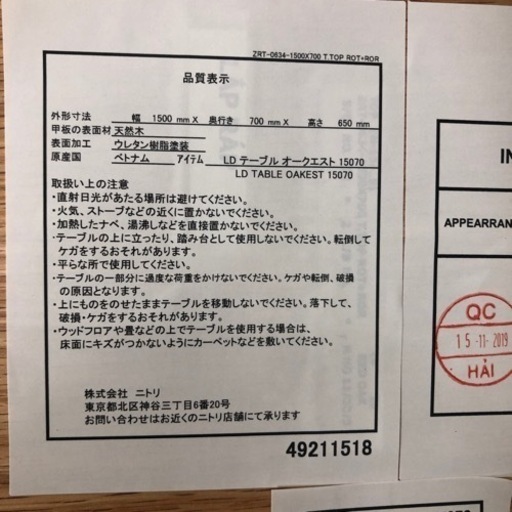 ZRT-0634-1500X700 T.TOP ROT+ROR
品質表示
外形寸法 幅 1500 mm X 奥行き 700 mm X 高さ 650 mm
甲板の表面材 天然木
表面加工 ウレタン樹脂塗装
原産国 ベトナム アイテム LD テーブル オークエスト 15070
LD TABLE OAKEST 15070
取扱い上の注意
・直射日光があたる場所は避けてください。
・火気、ストーブなどの近くに置かないでください。
・加熱したナベ、湯沸しなどを直接置かないでください。
・テーブルの上に立ったり、踏み台として使用しないでください。転倒して
ケガをするおそれがあります。
・平らな所で使用してください。
・テーブルの一部分に過度な荷重をかけないでください。ケガや転倒、破損
の原因となります。
・上にものをのせたままテーブルを移動しないでください。落下して、
破損・ケガをするおそれがあります。
・ウッドフロアや畳などの上でテーブルを使用する場合は、
床面にキズがつかないようにカーペットなどを敷いてください。
株式会社 ニトリ
東京都北区神谷三丁目6番20号
お問い合わせはお近くのニトリ店舗にて承ります
49211518
IN
APPEARRAN
QC
15-11-2019
HẢI